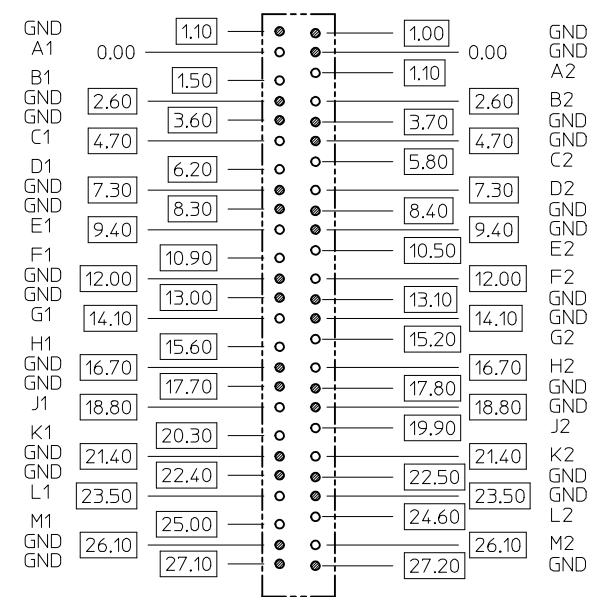 GND 1.10 1.00 GND
A1 0.00 0.00 GND
B1 1.50 1.10 A2
GND 2.60 2.60 B2
GND 3.60 3.70 GND
C1 4.70 4.70 GND
D1 6.20 5.80 C2
GND 7.30 7.30 D2
GND 8.30 8.40 GND
E1 9.40 9.40 GND
F1 10.90 10.50 E2
GND 12.00 12.00 F2
GND 13.00 13.10 GND
G1 14.10 14.10 GND
H1 15.60 15.20 G2
GND 16.70 16.70 H2
GND 17.70 17.80 GND
J1 18.80 18.80 GND
K1 20.30 19.90 J2
GND 21.40 21.40 K2
GND 22.40 22.50 GND
L1 23.50 23.50 GND
M1 25.00 24.60 L2
GND 26.10 26.10 M2
GND 27.10 27.20 GND